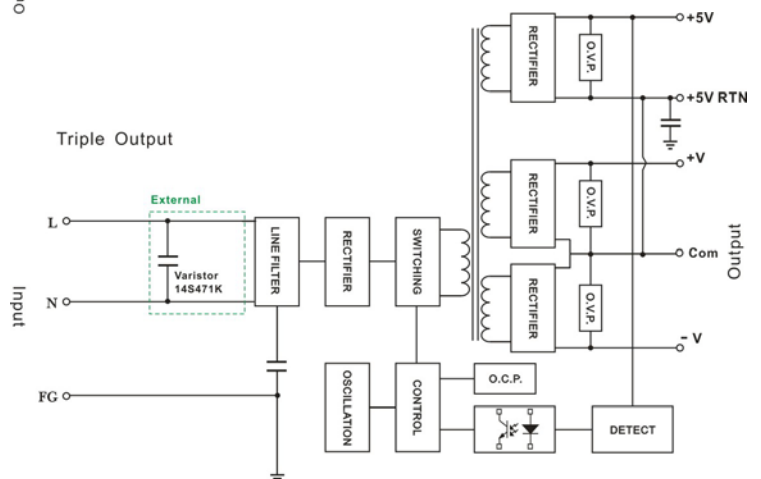 Triple Output
External
L
N
FG
Input
Varistor
14S471K
LINE FILTER
RECTIFIER
SWITCHING
OSCILLATION
CONTROL
O.C.P.
DETECT
RECTIFIER
O.V.P.
+5V
+5V RTN
RECTIFIER
O.V.P.
+V
Com
RECTIFIER
O.V.P.
- V
Output